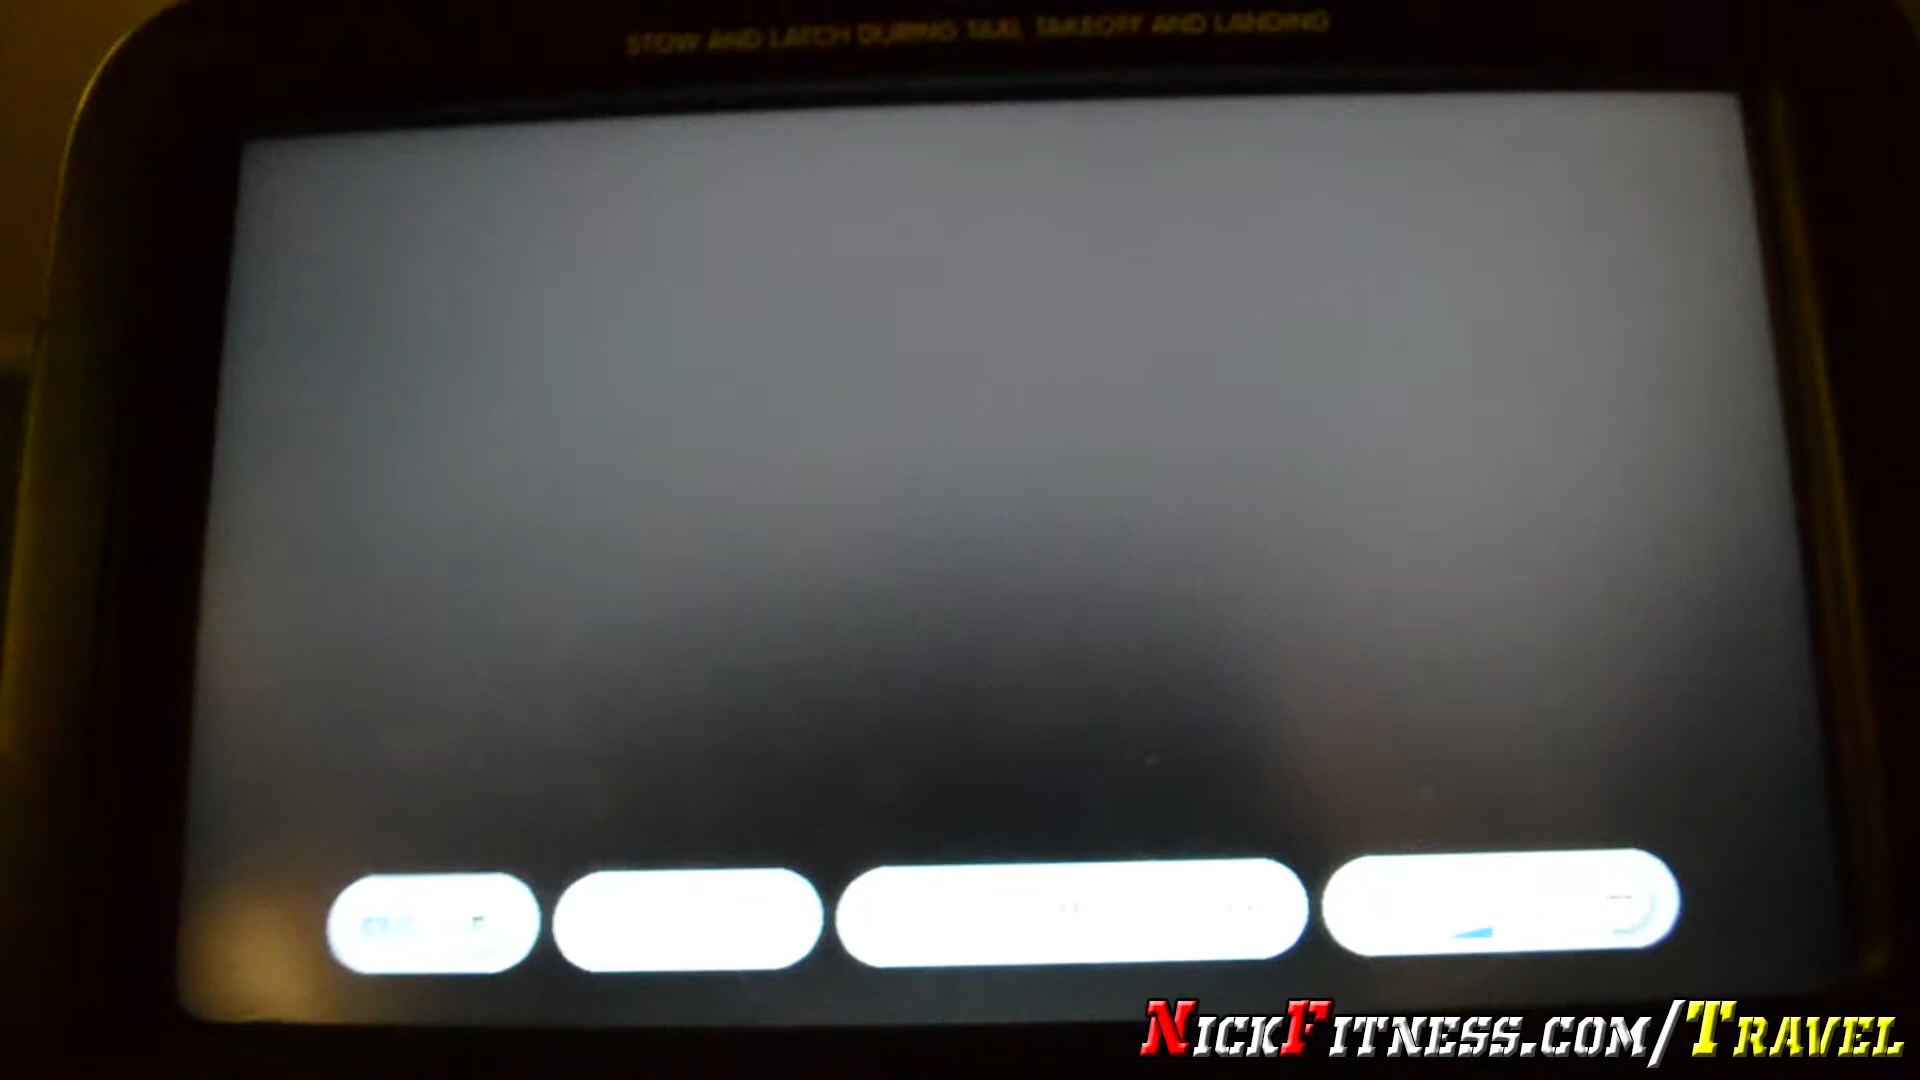 STOW AND LATCH DURING TAXI, TAKEOFF AND LANDING
NICKFITNESS.COM/TRAVEL